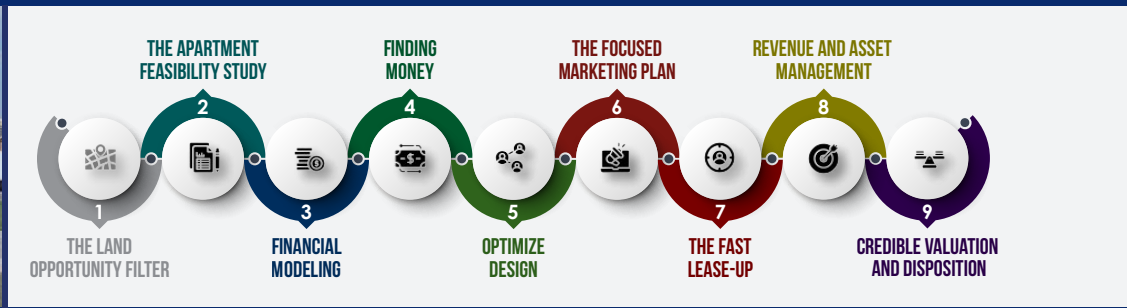 THE APARTMENT
FEASIBILITY STUDY
FINDING
MONEY
THE FOCUSED
MARKETING PLAN
REVENUE AND ASSET
MANAGEMENT
2
4
6
8
$
$
1
3
5
7
9
THE LAND
OPPORTUNITY FILTER
FINANCIAL
MODELING
OPTIMIZE
DESIGN
THE FAST
LEASE-UP
CREDIBLE VALUATION
AND DISPOSITION